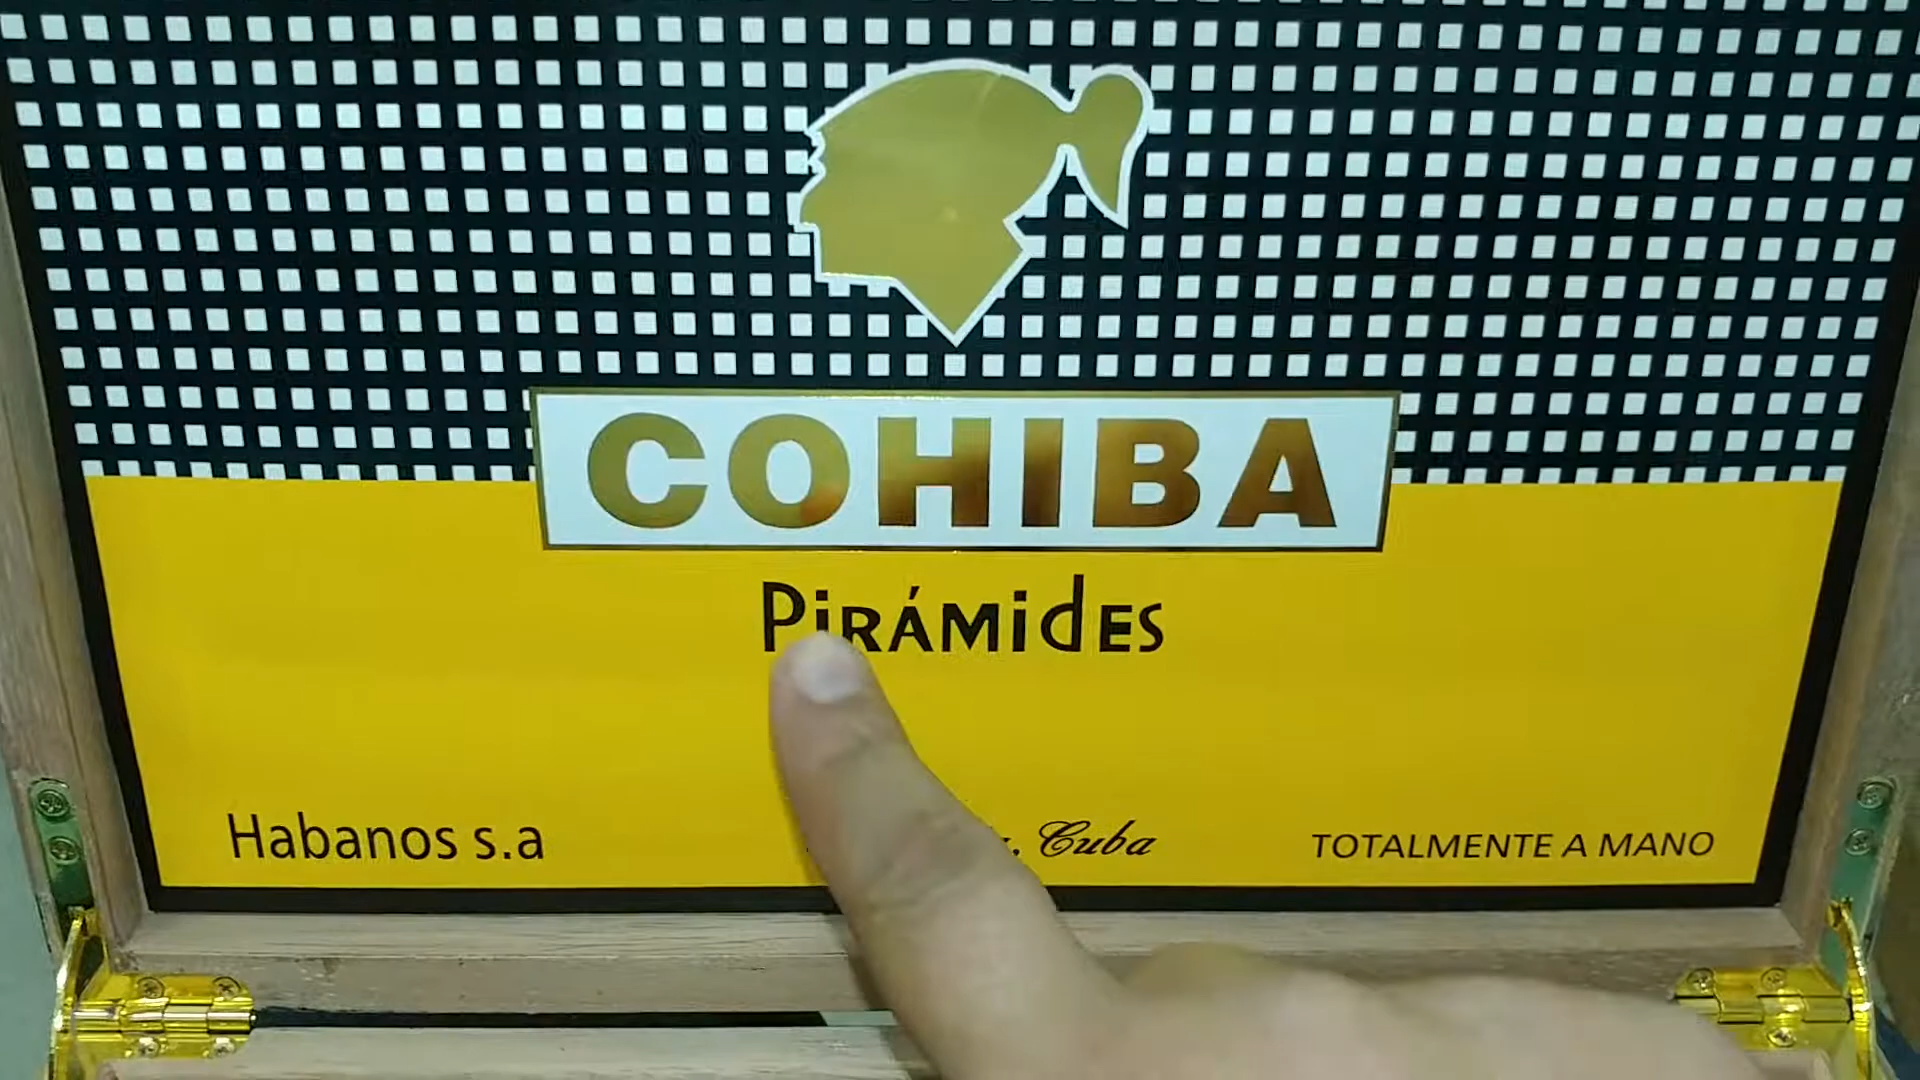 COHIBA
PiRÁMidES
Habanos s.a
Cuba
TOTALMENTE A MANO